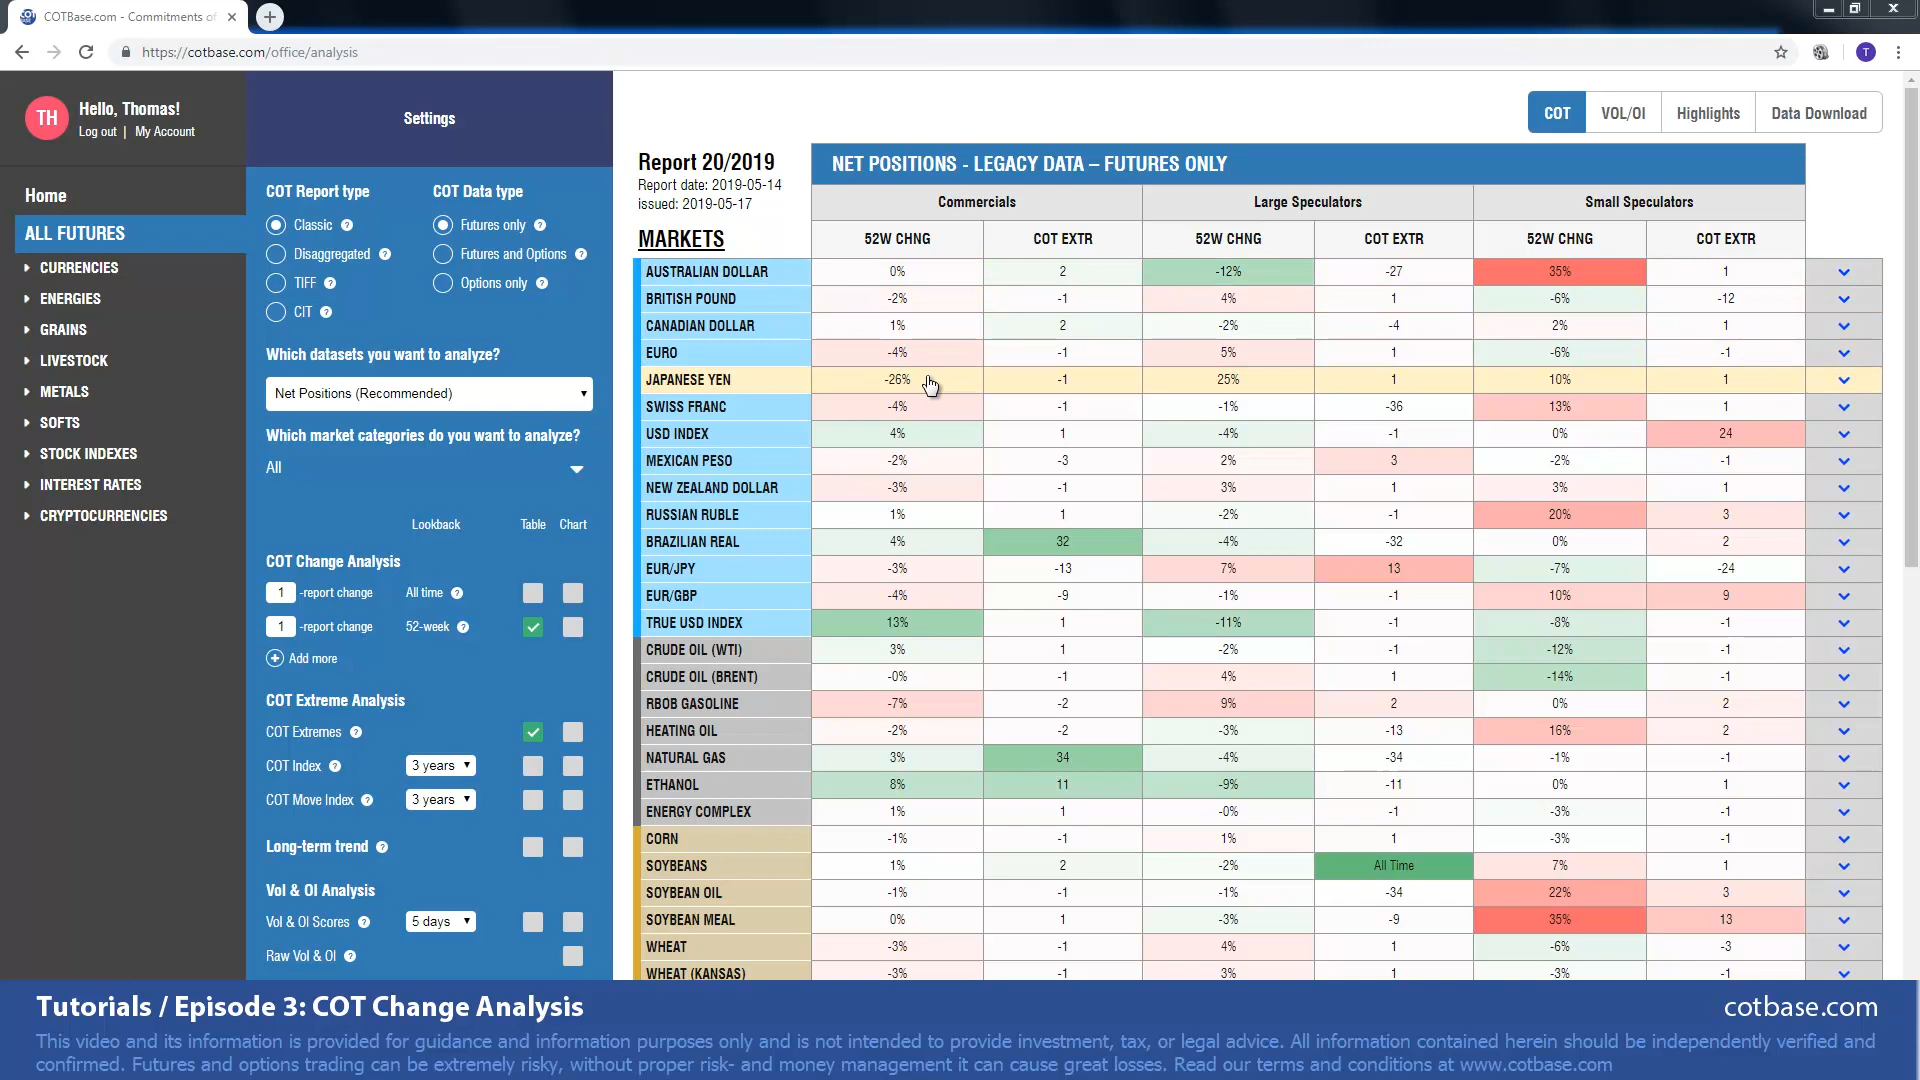 COTBase.com - Commitments of
https://cotbase.com/office/analysis
T
TH
Hello, Thomas!
Log out | My Account
Home
ALL FUTURES
CURRENCIES
ENERGIES
GRAINS
LIVESTOCK
METALS
SOFTS
STOCK INDEXES
INTEREST RATES
CRYPTOCURRENCIES
Settings
COT Report type COT Data type
Classic ? Futures only ?
Disaggregated ? Futures and Options ?
TIFF ? Options only ?
CIT ?
Which datasets you want to analyze?
Net Positions (Recommended)
Which market categories do you want to analyze?
All
Lookback Table Chart
COT Change Analysis
1 -report change All time ?
1 -report change 52-week ?
Add more
COT Extreme Analysis
COT Extremes ?
COT Index ? 3 years
COT Move Index ? 3 years
Long-term trend ?
Vol & OI Analysis
Vol & OI Scores ? 5 days
Raw Vol & OI ?
COT VOL/OI Highlights Data Download
Report 20/2019
Report date: 2019-05-14
issued: 2019-05-17
MARKETS
NET POSITIONS - LEGACY DATA – FUTURES ONLY
Commercials Large Speculators Small Speculators
52W CHNG COT EXTR 52W CHNG COT EXTR 52W CHNG COT EXTR
AUSTRALIAN DOLLAR 0% 2 -12% -27 35% 1
BRITISH POUND -2% -1 4% 1 -6% -12
CANADIAN DOLLAR 1% 2 -2% -4 2% 1
EURO -4% -1 5% 1 -6% -1
JAPANESE YEN -26% -1 25% 1 10% 1
SWISS FRANC -4% -1 -1% -36 13% 1
USD INDEX 4% 1 -4% -1 0% 24
MEXICAN PESO -2% -3 2% 3 -2% -1
NEW ZEALAND DOLLAR -3% -1 3% 1 3% 1
RUSSIAN RUBLE 1% 1 -2% -1 20% 3
BRAZILIAN REAL 4% 32 -4% -32 0% 2
EUR/JPY -3% -13 7% 13 -7% -24
EUR/GBP -4% -9 -1% -1 10% 9
TRUE USD INDEX 13% 1 -11% -1 -8% -1
CRUDE OIL (WTI) 3% 1 -2% -1 -12% -1
CRUDE OIL (BRENT) -0% -1 4% 1 -14% -1
RBOB GASOLINE -7% -2 9% 2 0% 2
HEATING OIL -2% -2 -3% -13 16% 2
NATURAL GAS 3% 34 -4% -34 -1% -1
ETHANOL 8% 11 -9% -11 0% 1
ENERGY COMPLEX 1% 1 -0% -1 -3% -1
CORN -1% -1 1% 1 -3% -1
SOYBEANS 1% 2 -2% All Time 7% 1
SOYBEAN OIL -1% -1 -1% -34 22% 3
SOYBEAN MEAL 0% 1 -3% -9 35% 13
WHEAT -3% -1 4% 1 -6% -3
WHEAT (KANSAS) -3% -1 3% 1 -3% -1
Tutorials / Episode 3: COT Change Analysis
cotbase.com
This video and its information is provided for guidance and information purposes only and is not intended to provide investment, tax, or legal advice. All information contained herein should be independently verified and
confirmed. Futures and options trading can be extremely risky, without proper risk- and money management it can cause great losses. Read our terms and conditions at www.cotbase.com